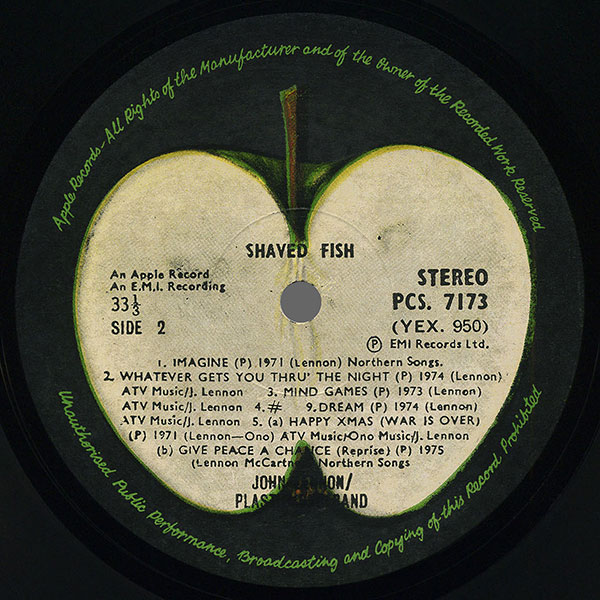 Apple Records - All Rights of the Manufacturer and of the Owner of the Recorded Work Reserved
SHAVED FISH
An Apple Record
An E.M.I. Recording
33⅓
SIDE 2
STEREO
PCS. 7173
(YEX. 950)
Ⓟ EMI Records Ltd.
1. IMAGINE (P) 1971 (Lennon) Northern Songs.
2. WHATEVER GETS YOU THRU' THE NIGHT (P) 1974 (Lennon)
ATV Music/J. Lennon 3. MIND GAMES (P) 1973 (Lennon)
ATV Music/J. Lennon 4. # 9. DREAM (P) 1974 (Lennon)
ATV Music/J. Lennon 5. (a) HAPPY XMAS (WAR IS OVER)
(P) 1971 (Lennon—Ono) ATV Music/Ono Music/J. Lennon
(b) GIVE PEACE A CHANCE (Reprise) (P) 1975
(Lennon McCartney) Northern Songs
JOHN LENNON/
BAND
Unauthorised Public Performance, Broadcasting and Copying of this Record Prohibited